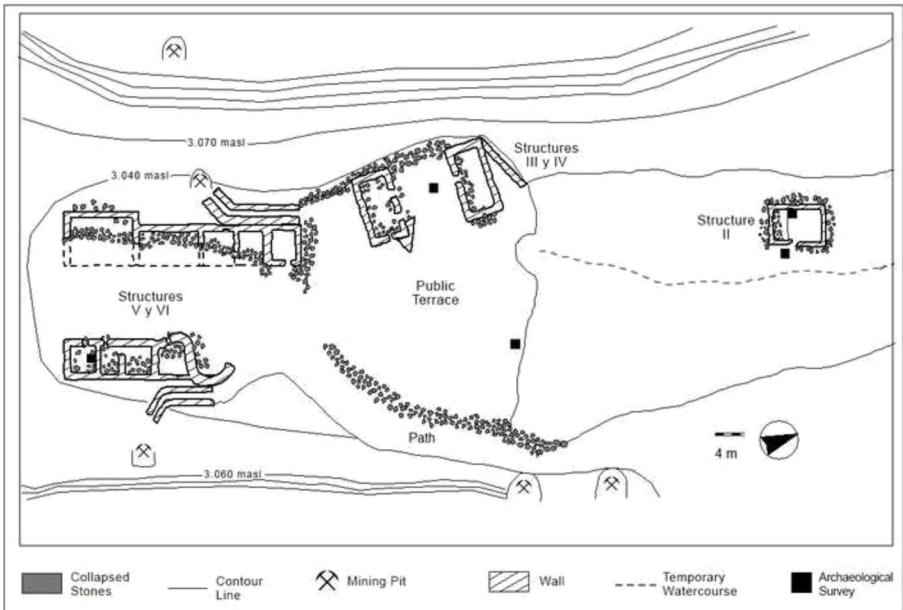 3.070 masl
3.040 masl
Structures
III y IV
Structure
II
Public
Terrace
Structures
V y VI
Path
4 m
3.060 masl
Collapsed
Stones
Contour
Line
Mining Pit
Wall
Temporary
Watercourse
Archaeological
Survey